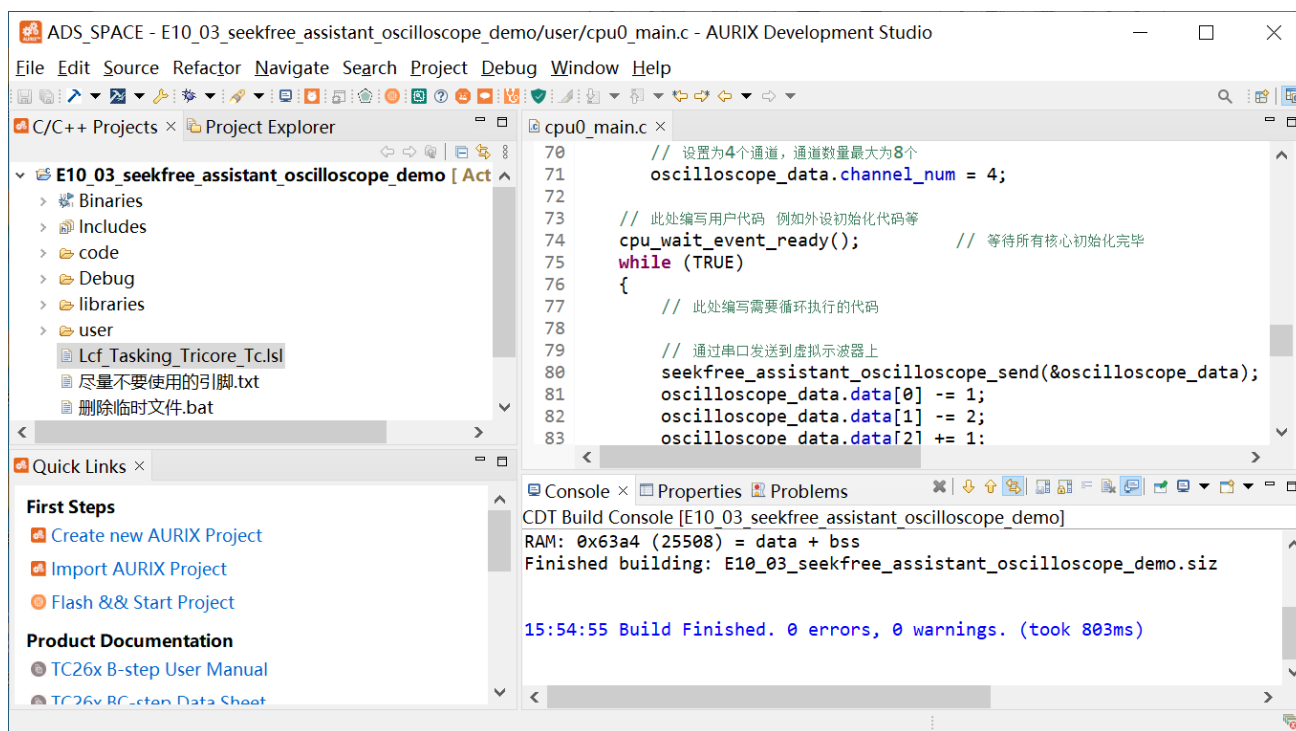 ADS_SPACE - E10_03_seekfree_assistant_oscilloscope_demo/user/cpu0_main.c - AURIX Development Studio
File Edit Source Refactor Navigate Search Project Debug Window Help
C/C++ Projects
Project Explorer
E10_03_seekfree_assistant_oscilloscope_demo [ Act
Binaries
Includes
code
Debug
libraries
user
Lcf_Tasking_Tricore_Tc.lsl
尽量不要使用的引脚.txt
删除临时文件.bat
cpu0_main.c
70 // 设置为4个通道，通道数量最大为8个
71 oscilloscope_data.channel_num = 4;
72
73 // 此处编写用户代码 例如外设初始化代码等
74 cpu_wait_event_ready(); // 等待所有核心初始化完毕
75 while (TRUE)
76 {
77 // 此处编写需要循环执行的代码
78
79 // 通过串口发送到虚拟示波器上
80 seekfree_assistant_oscilloscope_send(&oscilloscope_data);
81 oscilloscope_data.data[0] -= 1;
82 oscilloscope_data.data[1] -= 2;
83 oscilloscope_data.data[2] += 1;
Quick Links
First Steps
Create new AURIX Project
Import AURIX Project
Flash && Start Project
Product Documentation
TC26x B-step User Manual
TC26x BC-step Data Sheet
Console Properties Problems
CDT Build Console [E10_03_seekfree_assistant_oscilloscope_demo]
RAM: 0x63a4 (25508) = data + bss
Finished building: E10_03_seekfree_assistant_oscilloscope_demo.siz
15:54:55 Build Finished. 0 errors, 0 warnings. (took 803ms)